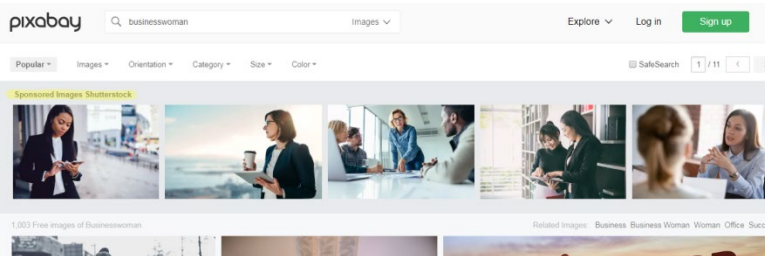 pixabay businesswoman Images Explore Log in Sign up
Popular Images Orientation Category Size Color SafeSearch 1 / 11
Sponsored Images Shutterstock
1,003 Free images of Businesswoman Related Images: Business Business Woman Woman Office Succ